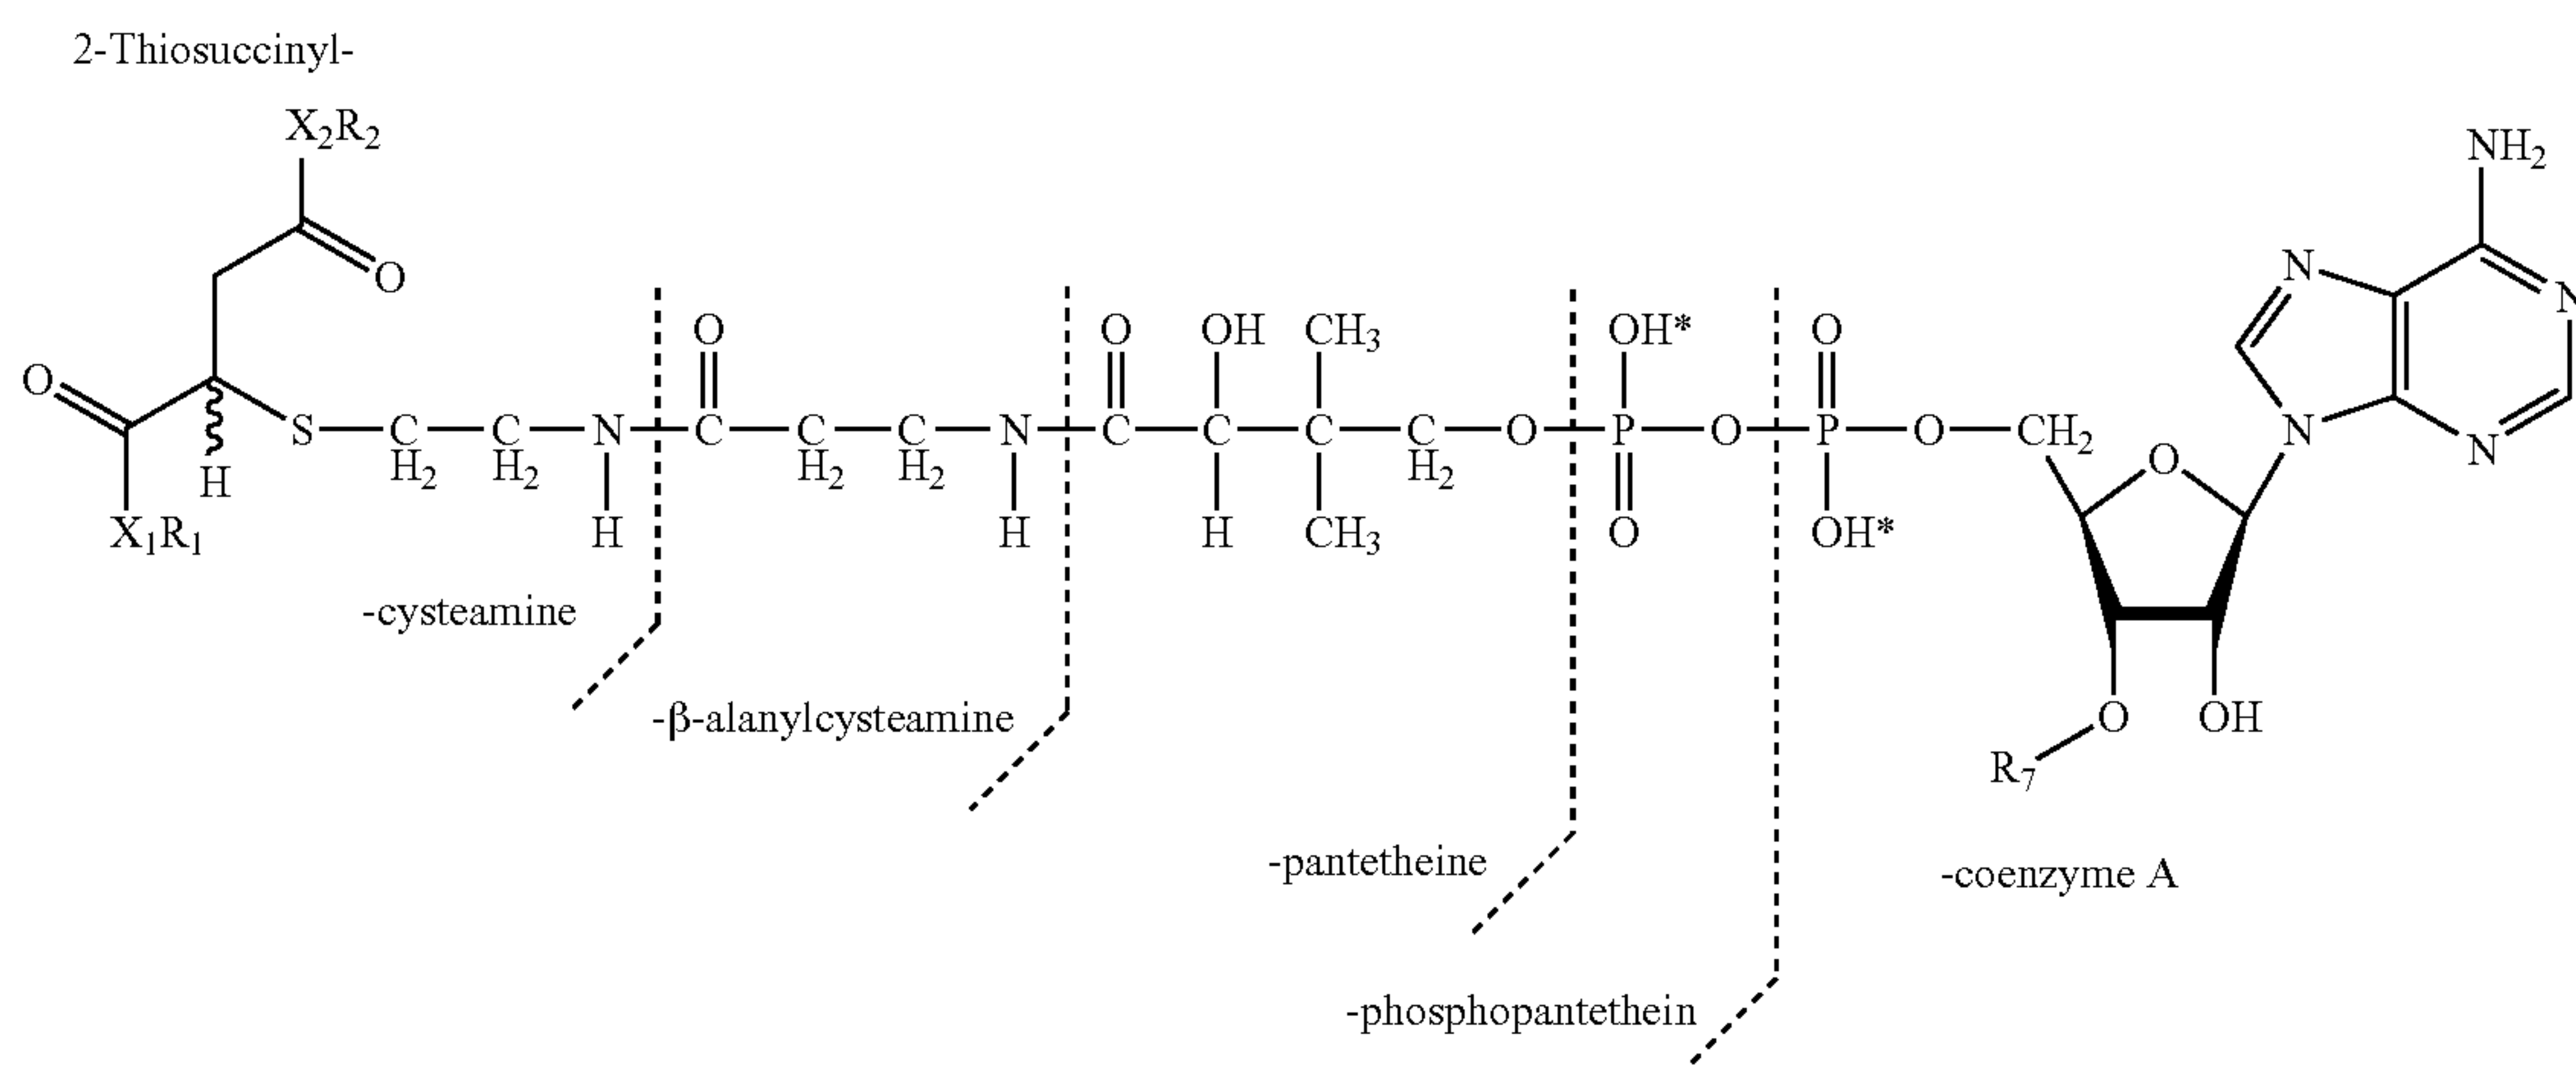 2-Thiosuccinyl-
X₂R₂
NH₂
O
N
N
O OH CH₃ OH* O
O
O
S—C—C—N—C—C—C—N—C—C—C—C—O—P—O—P—O—CH₂
N
N
H₂ H₂ H₂ H₂ H₂
O
H
X₁R₁
H H H CH₃ O OH*
-cysteamine
-β-alanylcysteamine
O OH
R₇
-pantetheine
-coenzyme A
-phosphopantethein